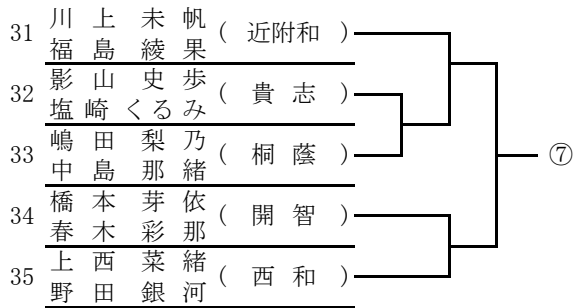 31 川上未帆 (近附和)
福島綾果
32 影山史歩 (貴志)
塩崎くるみ
33 嶋田梨乃 (桐蔭)
中島那緒
34 橋本芽依 (開智)
春木彩那
35 上西菜緒 (西和)
野田銀河
⑦